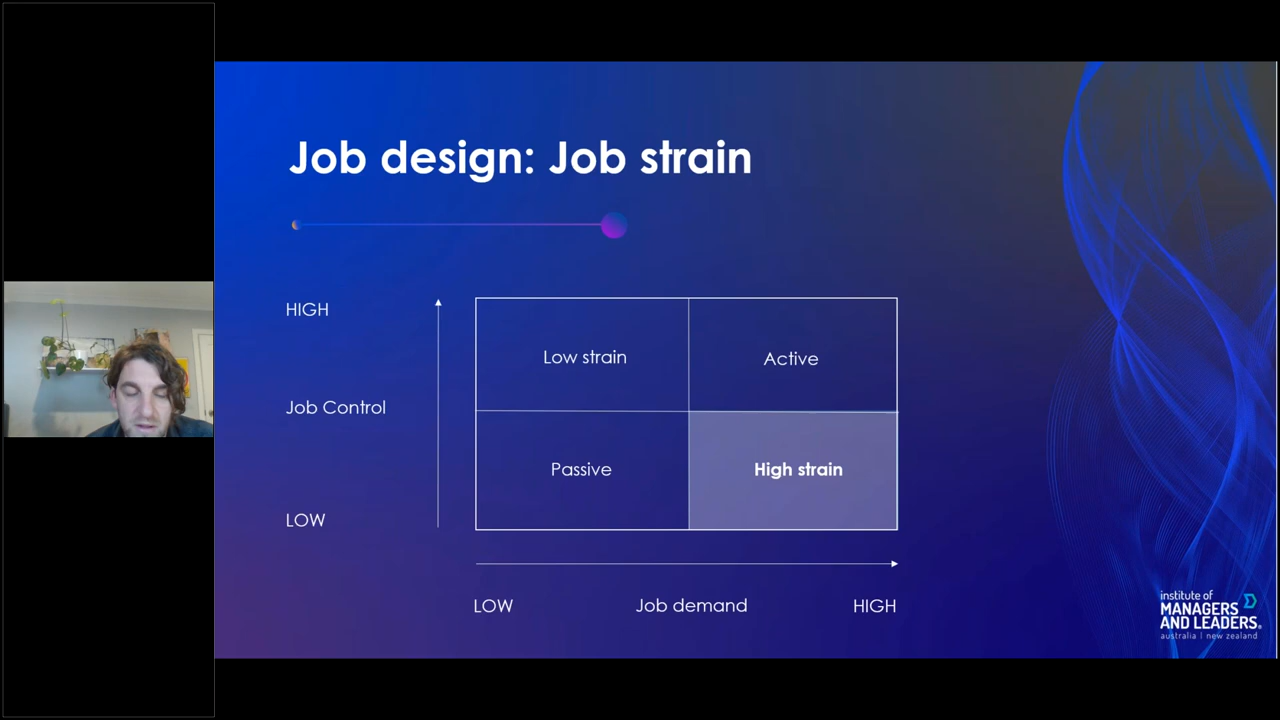 Job design: Job strain
HIGH
Low strain
Active
Job Control
Passive
High strain
LOW
LOW
Job demand
HIGH
institute of
MANAGERS
AND LEADERS®
australia | new zealand